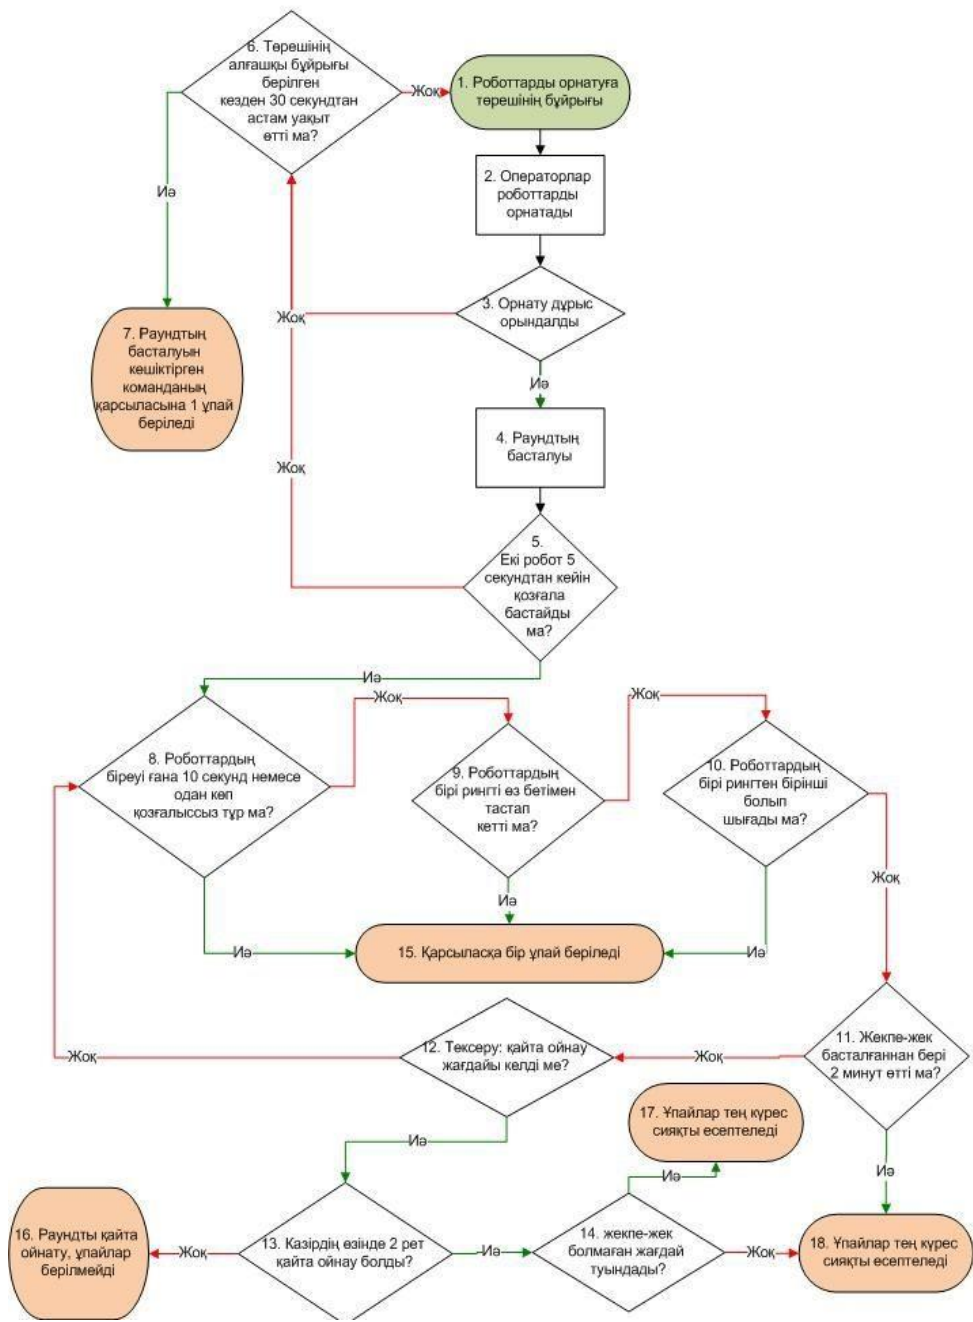 6. Төрешінің
алғашқы бұйрығы
берілген
кезден 30 секундтан
астам уақыт
өтті ма?
Жоқ
1. Роботтарды орнатуға
төрешінің бұйрығы
Иә
2. Операторлар
роботтарды
орнатады
3. Орнату дұрыс
орындалды
Жоқ
7. Раундтың
басталуын
кешіктірген
команданың
қарсыласына 1 ұпай
беріледі
Иә
4. Раундтың
басталуы
Жоқ
5.
Екі робот 5
секундтан кейін
қозғала
бастайды
ма?
Иә
Жоқ
Жоқ
8. Роботтардың
біреуі ғана 10 секунд немесе
одан көп
қозғалыссыз тұр ма?
9. Роботтардың
бірі рингті өз бетімен
тастап
кетті ма?
10. Роботтардың
бірі рингтен бірінші
болып
шығады ма?
Жоқ
Иә
Иә
15. Қарсыласқа бір ұпай беріледі
Иә
Жоқ
12. Тексеру: қайта ойнау
жағдайы келді ме?
Жоқ
11. Жекпе-жек
басталғаннан бері
2 минут өтті ма?
17. Ұпайлар тең күрес
сияқты есептеледі
Иә
Иә
Иә
16. Раундты қайта
ойнату, ұпайлар
берілмейді
Жоқ
13. Казірдің өзінде 2 рет
қайта ойнау болды?
Иә
14. жекпе-жек
болмаған жағдай
туындады?
Жоқ
18. Ұпайлар тең күрес
сияқты есептеледі